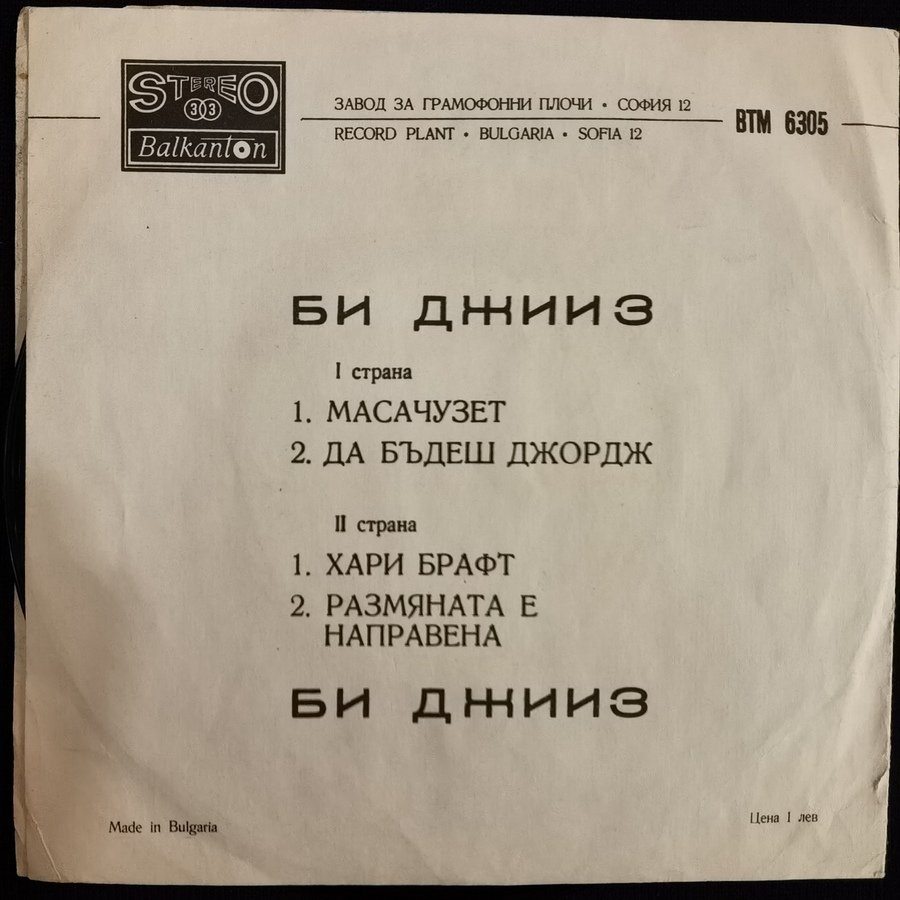 STEREO
33
Balkanton
ЗАВОД ЗА ГРАМОФОННИ ПЛОЧИ • СОФИЯ 12
RECORD PLANT • BULGARIA • SOFIA 12
ВТМ 6305
БИ ДЖИИЗ
I страна
1. МАСАЧУЗЕТ
2. ДА БЪДЕШ ДЖОРДЖ
II страна
1. ХАРИ БРАФТ
2. РАЗМЯНАТА Е
НАПРАВЕНА
БИ ДЖИИЗ
Made in Bulgaria
Цена 1 лев